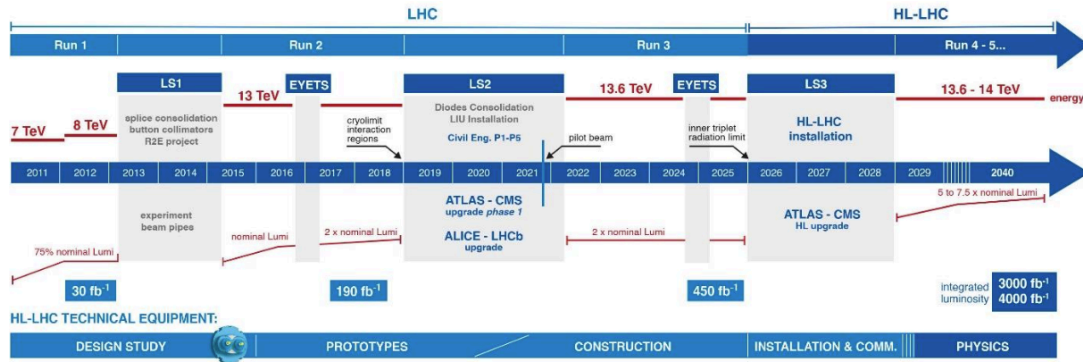 LHC
HL-LHC
Run 1
Run 2
Run 3
Run 4 - 5...
LS1
EYETS
LS2
EYETS
LS3
7 TeV
8 TeV
13 TeV
13.6 TeV
13.6 - 14 TeV
energy
splice consolidation
button collimators
R2E project
cryolimit
interaction
regions
Diodes Consolidation
LIU Installation
Civil Eng. P1-P5
pilot beam
inner triplet
radiation limit
HL-LHC
installation
2011 2012 2013 2014 2015 2016 2017 2018 2019 2020 2021 2022 2023 2024 2025 2026 2027 2028 2029 2040
experiment
beam pipes
ATLAS - CMS
upgrade phase 1
ALICE - LHCb
upgrade
ATLAS - CMS
HL upgrade
75% nominal Lumi
nominal Lumi
2 x nominal Lumi
2 x nominal Lumi
5 to 7.5 x nominal Lumi
30 fb⁻¹
190 fb⁻¹
450 fb⁻¹
integrated
luminosity
3000 fb⁻¹
4000 fb⁻¹
HL-LHC TECHNICAL EQUIPMENT:
DESIGN STUDY
PROTOTYPES
CONSTRUCTION
INSTALLATION & COMM.
PHYSICS